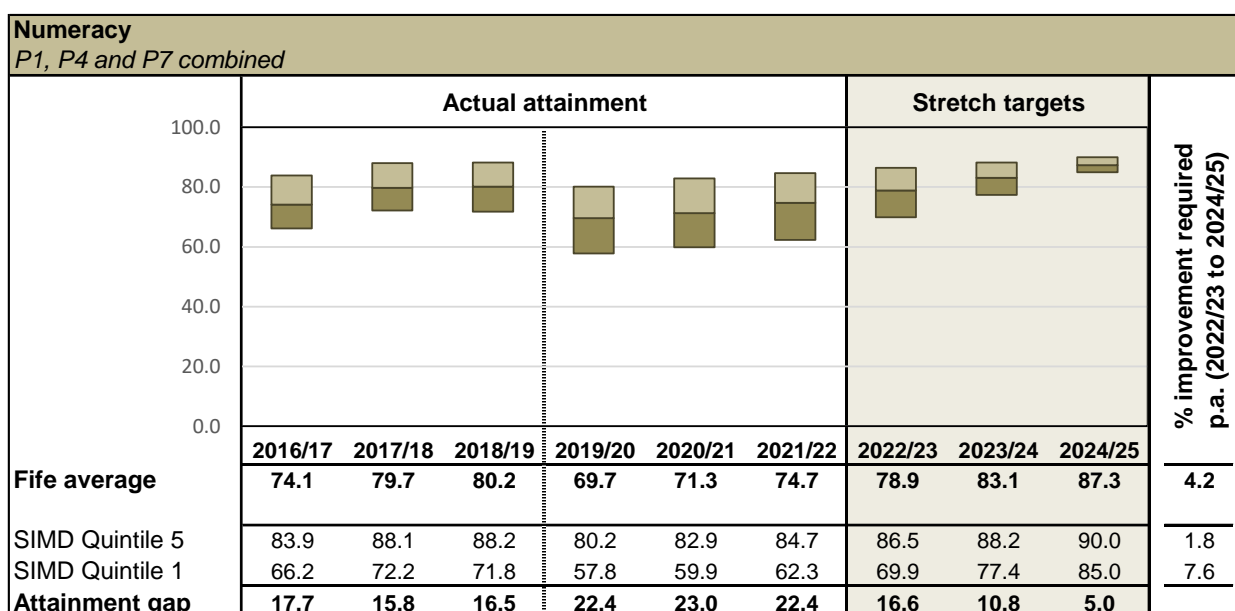 Numeracy
P1, P4 and P7 combined
Actual attainment
Stretch targets
% improvement required
p.a. (2022/23 to 2024/25)
100.0
80.0
60.0
40.0
20.0
0.0
2016/17 2017/18 2018/19 2019/20 2020/21 2021/22 2022/23 2023/24 2024/25
Fife average 74.1 79.7 80.2 69.7 71.3 74.7 78.9 83.1 87.3 4.2
SIMD Quintile 5 83.9 88.1 88.2 80.2 82.9 84.7 86.5 88.2 90.0 1.8
SIMD Quintile 1 66.2 72.2 71.8 57.8 59.9 62.3 69.9 77.4 85.0 7.6
Attainment gap 17.7 15.8 16.5 22.4 23.0 22.4 16.6 10.8 5.0